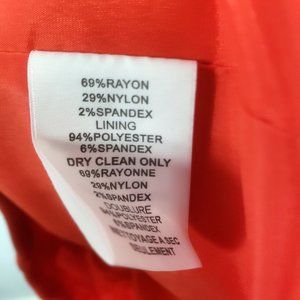 69%RAYON
29%NYLON
2%SPANDEX
LINING
94%POLYESTER
6%SPANDEX
DRY CLEAN ONLY
69%RAYONNE
29%NYLON
2%SPANDEX
DOUBLURE
94%POLYESTER
6%SPANDEX
NETTOYAGE A SEC
SEULEMENT